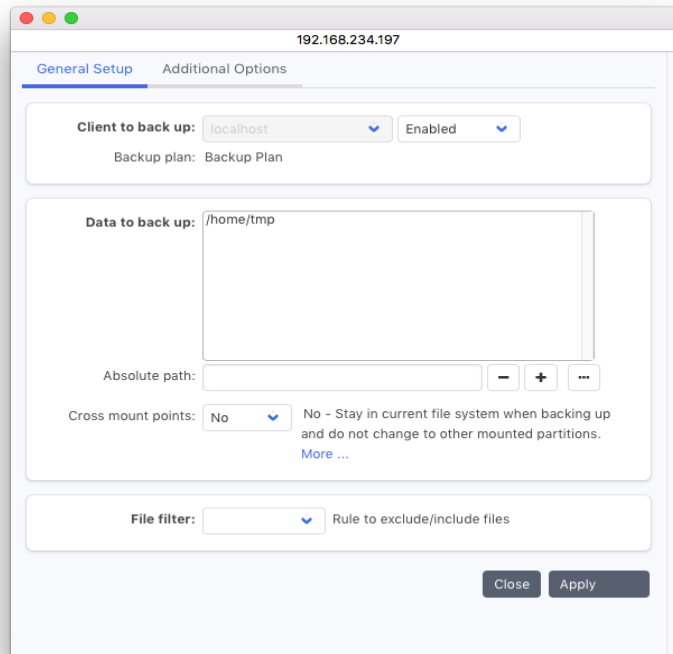 192.168.234.197
General Setup Additional Options
Client to back up: localhost Enabled
Backup plan: Backup Plan
Data to back up: /home/tmp
Absolute path: − + ...
Cross mount points: No No - Stay in current file system when backing up
and do not change to other mounted partitions.
More ...
File filter: Rule to exclude/include files
Close Apply